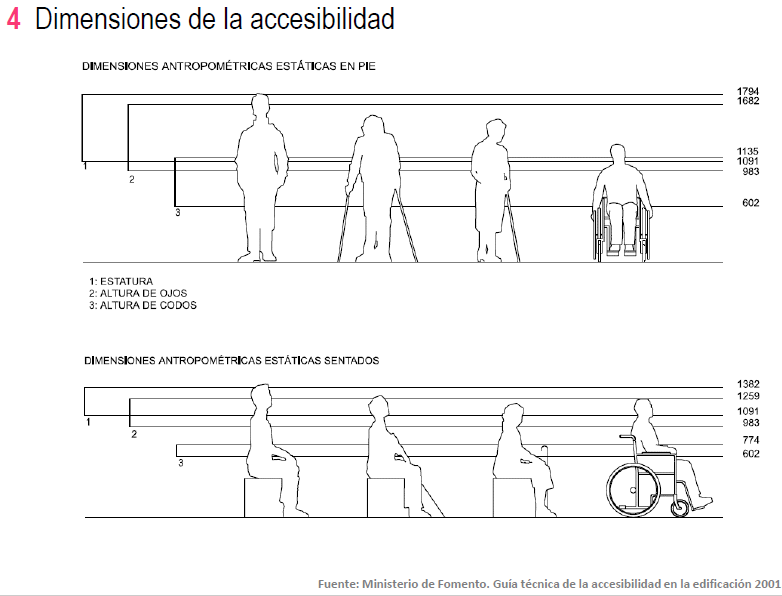 4 Dimensiones de la accesibilidad
DIMENSIONES ANTROPOMÉTRICAS ESTÁTICAS EN PIE
1794
1682
1135
1091
983
602
1
2
3
1: ESTATURA
2: ALTURA DE OJOS
3: ALTURA DE CODOS
DIMENSIONES ANTROPOMÉTRICAS ESTÁTICAS SENTADOS
1382
1259
1091
983
774
602
1
2
3
Fuente: Ministerio de Fomento. Guía técnica de la accesibilidad en la edificación 2001